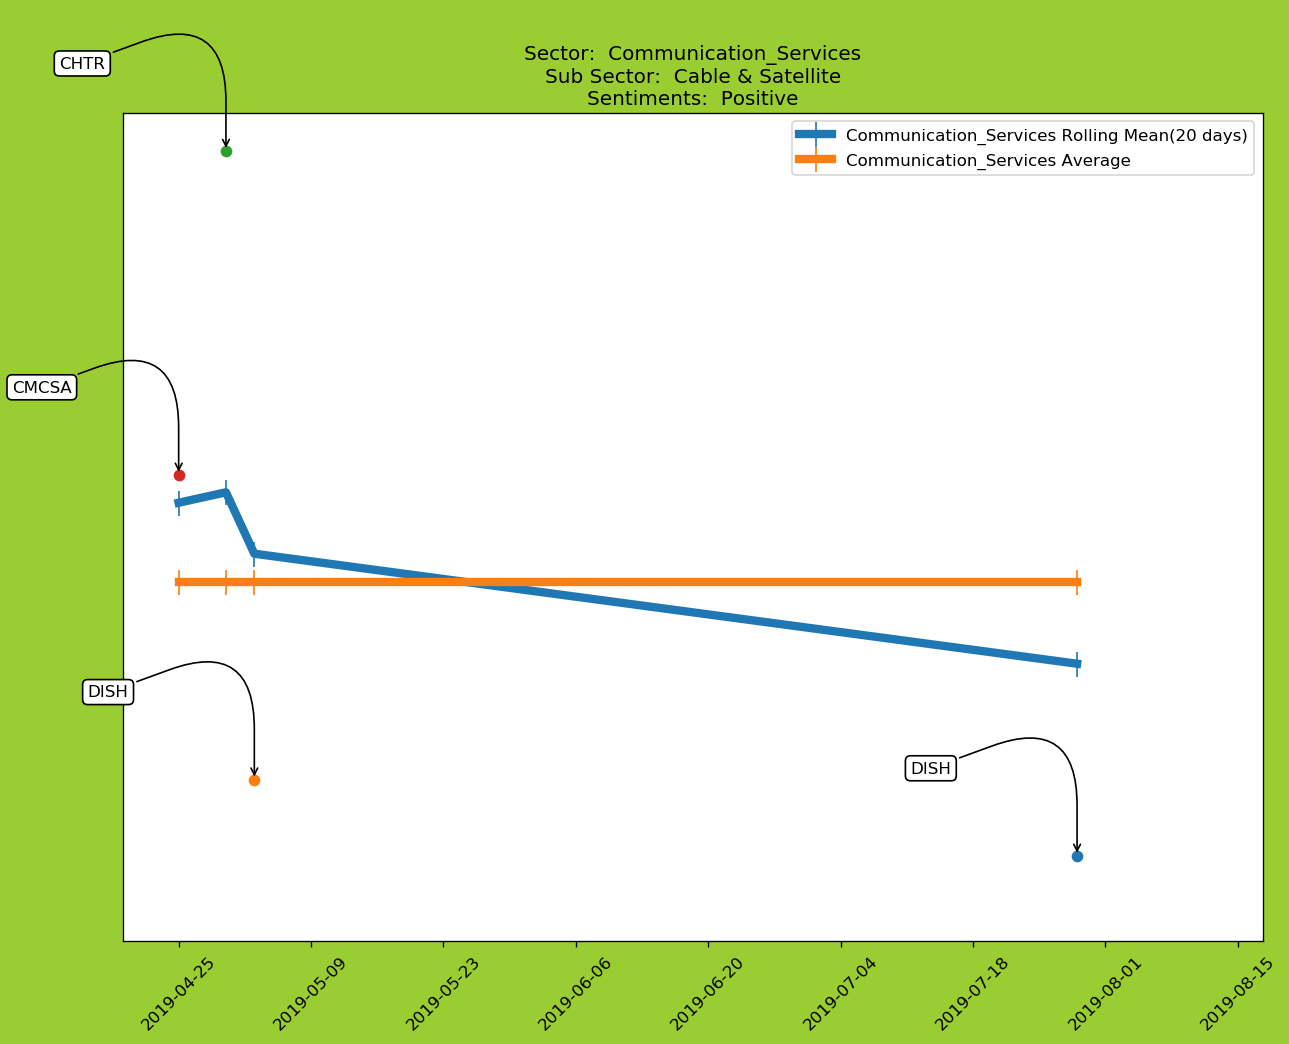 CHTR
Sector:  Communication_Services
Sub Sector:  Cable & Satellite
Sentiments:  Positive
Communication_Services Rolling Mean(20 days)
Communication_Services Average
CMCSA
DISH
DISH
2019-04-25
2019-05-09
2019-05-23
2019-06-06
2019-06-20
2019-07-04
2019-07-18
2019-08-01
2019-08-15